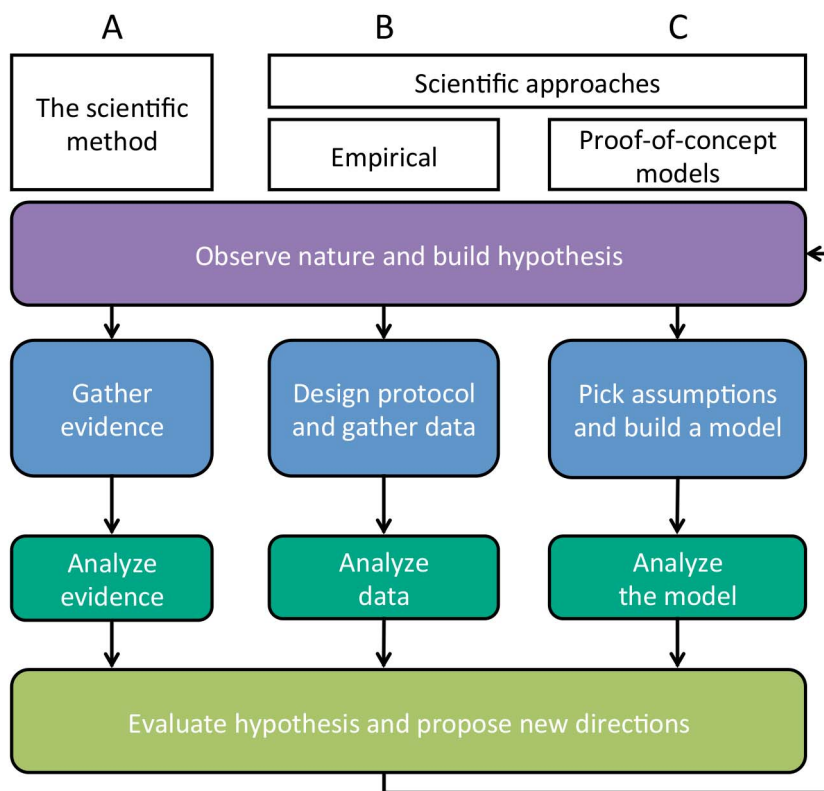 A
B
C
The scientific
method
Scientific approaches
Empirical
Proof-of-concept
models
Observe nature and build hypothesis
Gather
evidence
Design protocol
and gather data
Pick assumptions
and build a model
Analyze
evidence
Analyze
data
Analyze
the model
Evaluate hypothesis and propose new directions